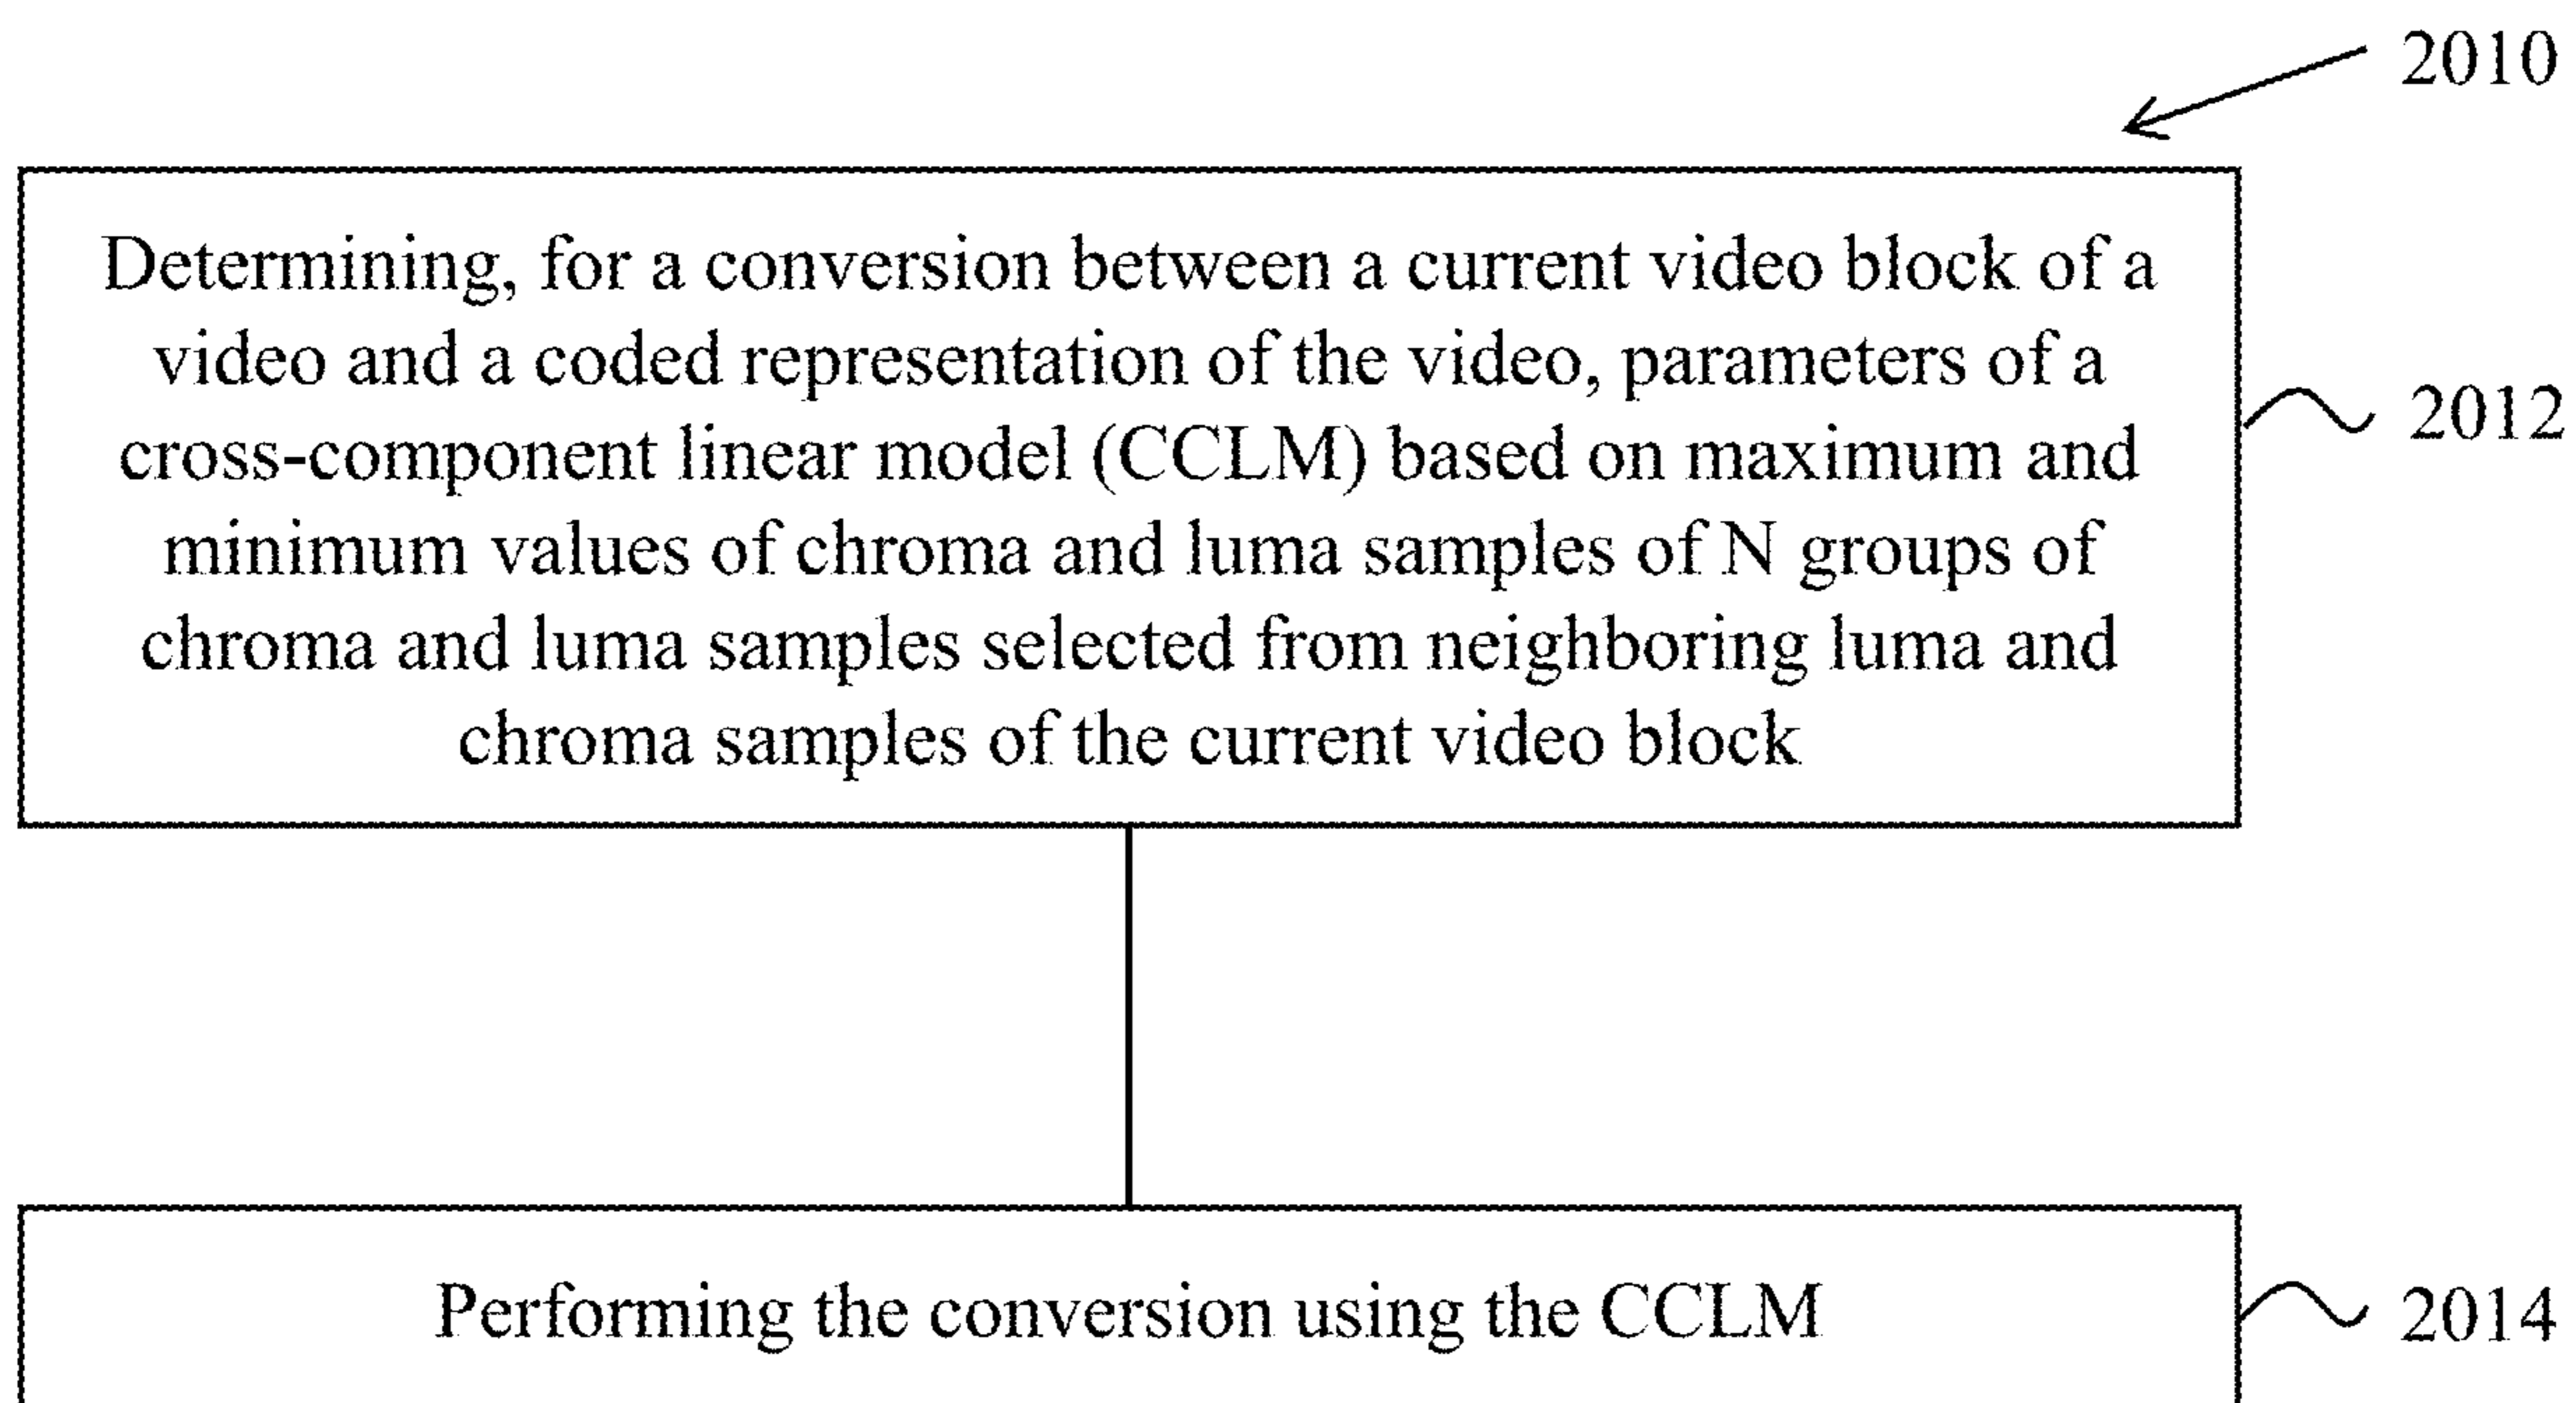 2010
Determining, for a conversion between a current video block of a
video and a coded representation of the video, parameters of a
cross-component linear model (CCLM) based on maximum and
minimum values of chroma and luma samples of N groups of
chroma and luma samples selected from neighboring luma and
chroma samples of the current video block
2012
Performing the conversion using the CCLM
2014